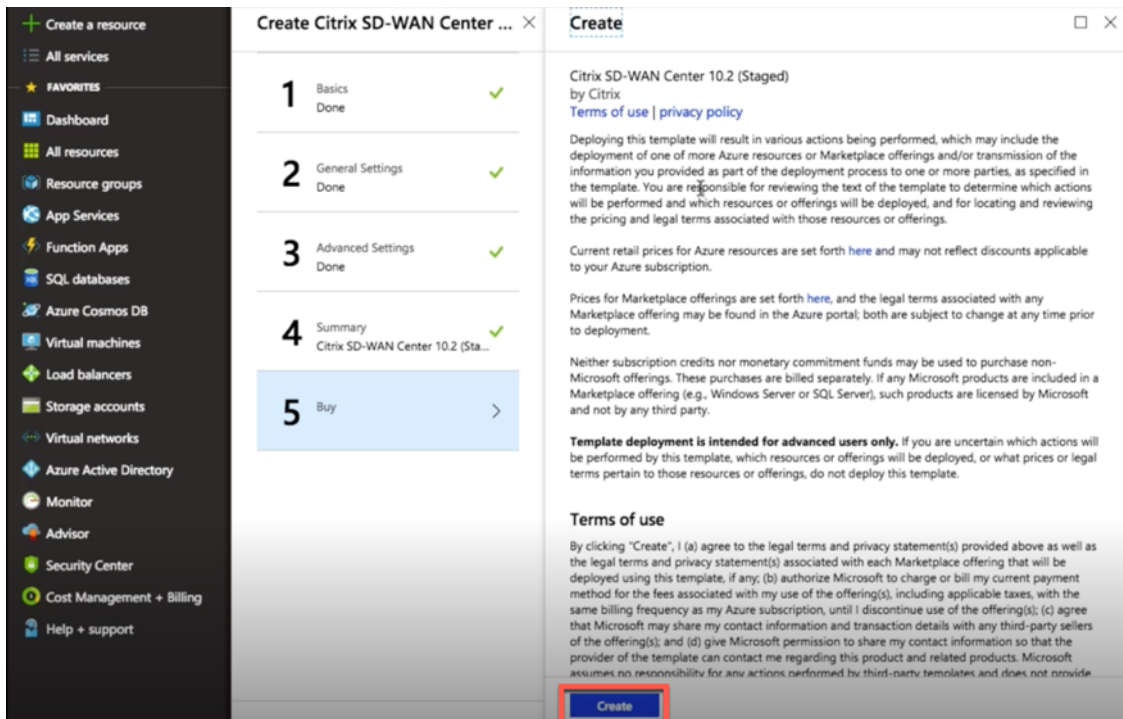 Create a resource
All services
FAVORITES
Dashboard
All resources
Resource groups
App Services
Function Apps
SQL databases
Azure Cosmos DB
Virtual machines
Load balancers
Storage accounts
Virtual networks
Azure Active Directory
Monitor
Advisor
Security Center
Cost Management + Billing
Help + support
Create Citrix SD-WAN Center ...
1
Basics
Done
2
General Settings
Done
3
Advanced Settings
Done
4
Summary
Citrix SD-WAN Center 10.2 (Sta...
5
Buy
Create
Citrix SD-WAN Center 10.2 (Staged)
by Citrix
Terms of use | privacy policy
Deploying this template will result in various actions being performed, which may include the
deployment of one of more Azure resources or Marketplace offerings and/or transmission of the
information you provided as part of the deployment process to one or more parties, as specified in
the template. You are responsible for reviewing the text of the template to determine which actions
will be performed and which resources or offerings will be deployed, and for locating and reviewing
the pricing and legal terms associated with those resources or offerings.
Current retail prices for Azure resources are set forth here and may not reflect discounts applicable
to your Azure subscription.
Prices for Marketplace offerings are set forth here, and the legal terms associated with any
Marketplace offering may be found in the Azure portal; both are subject to change at any time prior
to deployment.
Neither subscription credits nor monetary commitment funds may be used to purchase non-
Microsoft offerings. These purchases are billed separately. If any Microsoft products are included in a
Marketplace offering (e.g., Windows Server or SQL Server), such products are licensed by Microsoft
and not by any third party.
Template deployment is intended for advanced users only. If you are uncertain which actions will
be performed by this template, which resources or offerings will be deployed, or what prices or legal
terms pertain to those resources or offerings, do not deploy this template.
Terms of use
By clicking "Create", I (a) agree to the legal terms and privacy statement(s) provided above as well as
the legal terms and privacy statement(s) associated with each Marketplace offering that will be
deployed using this template, if any; (b) authorize Microsoft to charge or bill my current payment
method for the fees associated with my use of the offering(s), including applicable taxes, with the
same billing frequency as my Azure subscription, until I discontinue use of the offering(s); (c) agree
that Microsoft may share my contact information and transaction details with any third-party sellers
of the offering(s); and (d) give Microsoft permission to share my contact information so that the
provider of the template can contact me regarding this product and related products. Microsoft
assumes no responsibility for any actions performed by third-party templates and does not provide
Create